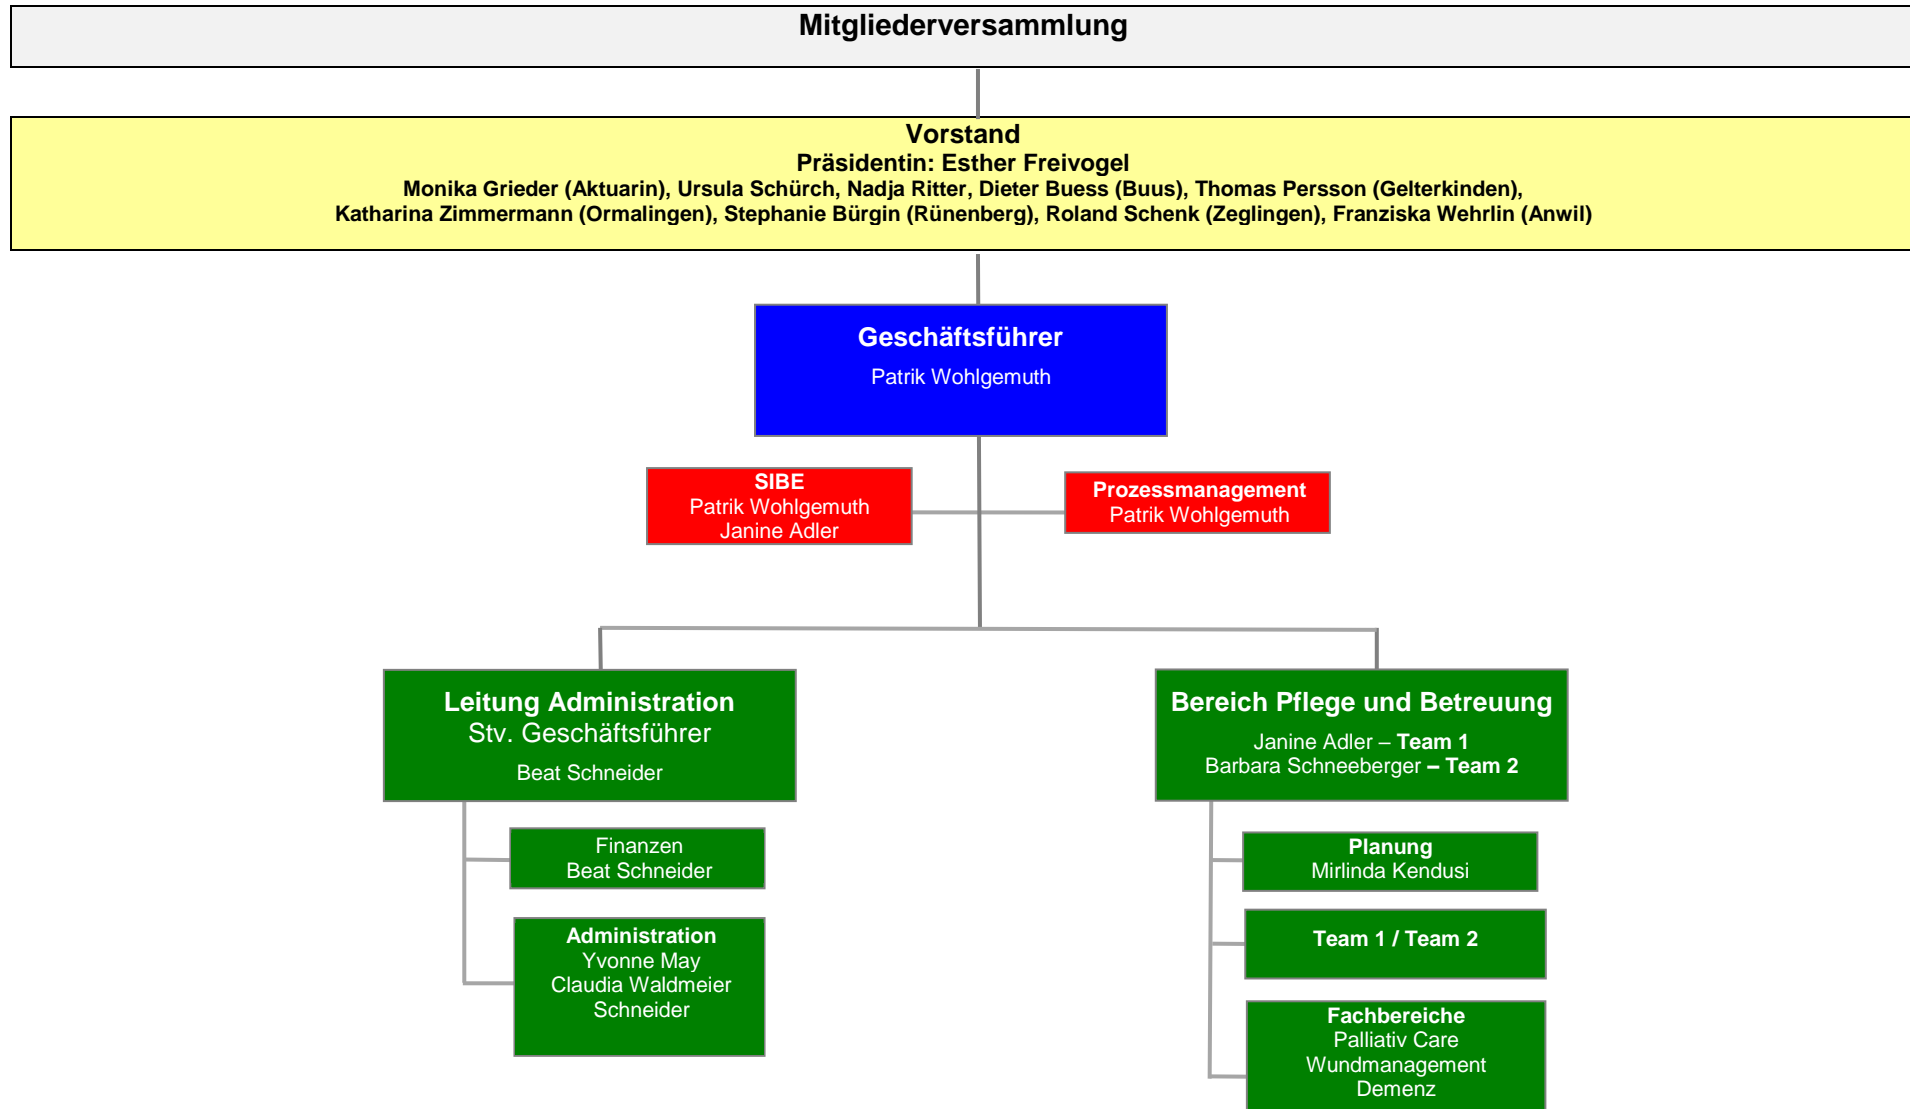 Mitgliederversammlung
Vorstand
Präsidentin: Esther Freivogel
Monika Grieder (Aktuarin), Ursula Schürch, Nadja Ritter, Dieter Buess (Buus), Thomas Persson (Gelterkinden),
Katharina Zimmermann (Ormalingen), Stephanie Bürgin (Rünenberg), Roland Schenk (Zeglingen), Franziska Wehrlin (Anwil)
Geschäftsführer
Patrik Wohlgemuth
SIBE
Patrik Wohlgemuth
Janine Adler
Prozessmanagement
Patrik Wohlgemuth
Leitung Administration
Stv. Geschäftsführer
Beat Schneider
Finanzen
Beat Schneider
Administration
Yvonne May
Claudia Waldmeier
Schneider
Bereich Pflege und Betreuung
Janine Adler – Team 1
Barbara Schneeberger – Team 2
Planung
Mirlinda Kendusi
Team 1 / Team 2
Fachbereiche
Palliativ Care
Wundmanagement
Demenz